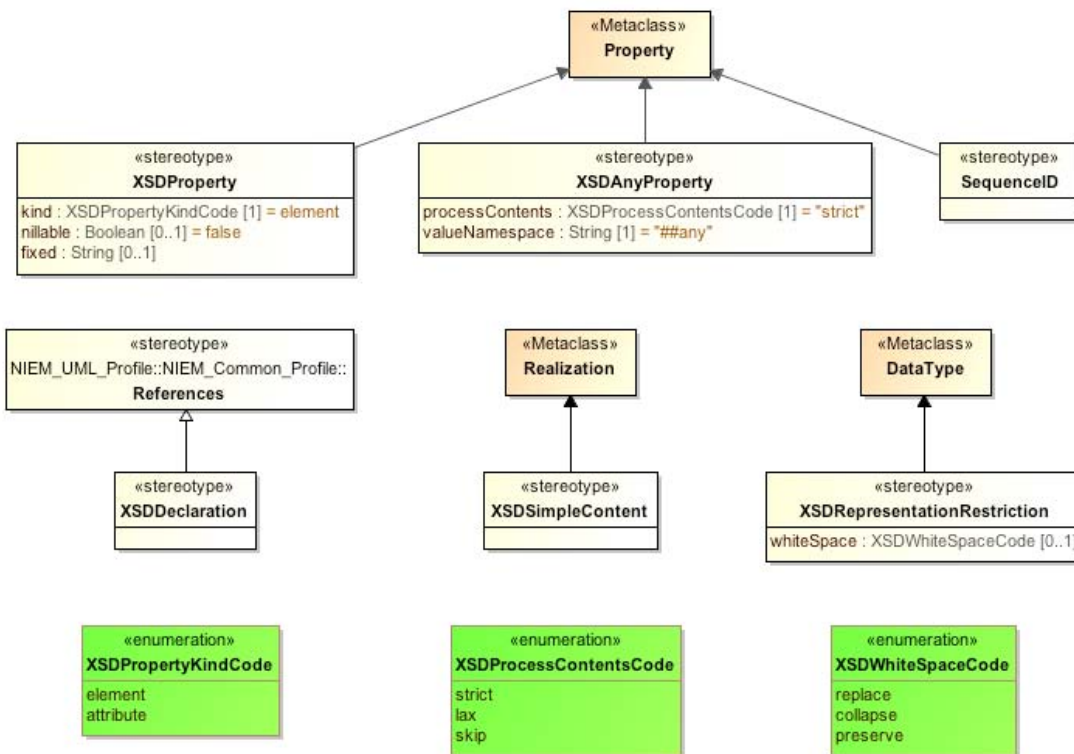 «Metaclass»
Property
«stereotype»
XSDProperty
kind : XSDPropertyKindCode [1] = element
nillable : Boolean [0..1] = false
fixed : String [0..1]
«stereotype»
XSDAnyProperty
processContents : XSDProcessContentsCode [1] = "strict"
valueNamespace : String [1] = "##any"
«stereotype»
SequenceID
«stereotype»
NIEM_UML_Profile::NIEM_Common_Profile::
References
«Metaclass»
Realization
«Metaclass»
DataType
«stereotype»
XSDDeclaration
«stereotype»
XSDSimpleContent
«stereotype»
XSDRepresentationRestriction
whiteSpace : XSDWhiteSpaceCode [0..1]
«enumeration»
XSDPropertyKindCode
element
attribute
«enumeration»
XSDProcessContentsCode
strict
lax
skip
«enumeration»
XSDWhiteSpaceCode
replace
collapse
preserve